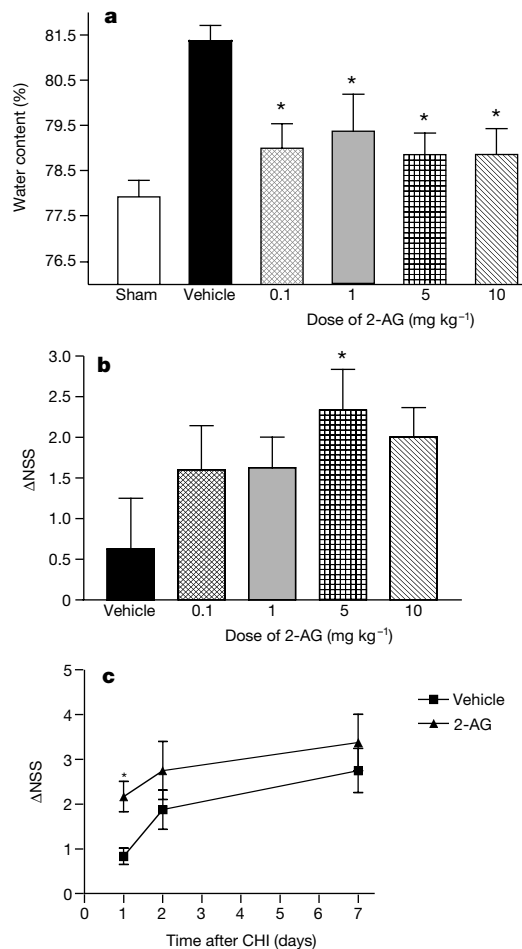 a
Water content (%)
81.5
80.5
79.5
78.5
77.5
76.5
*
*
*
*
Sham Vehicle 0.1 1 5 10
Dose of 2-AG (mg kg⁻¹)
b
ΔNSS
3.0
2.5
2.0
1.5
1.0
0.5
0
*
Vehicle 0.1 1 5 10
Dose of 2-AG (mg kg⁻¹)
c
ΔNSS
5
4
3
2
1
0
*
0 1 2 3 4 5 6 7
Time after CHI (days)
Vehicle
2-AG